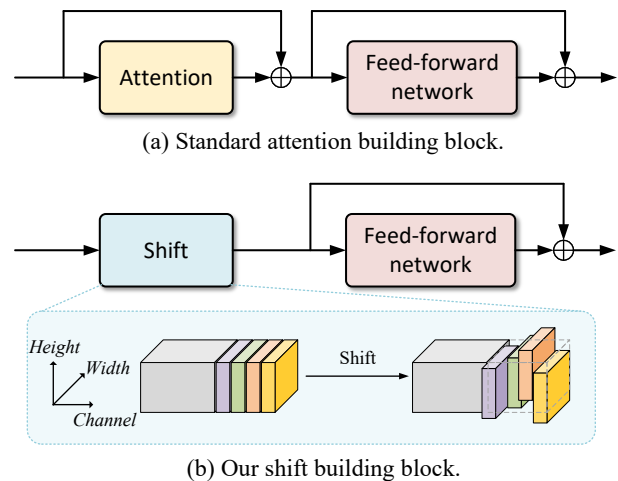 Attention
Feed-forward
network
(a) Standard attention building block.
Shift
Feed-forward
network
Height
Width
Channel
Shift
(b) Our shift building block.